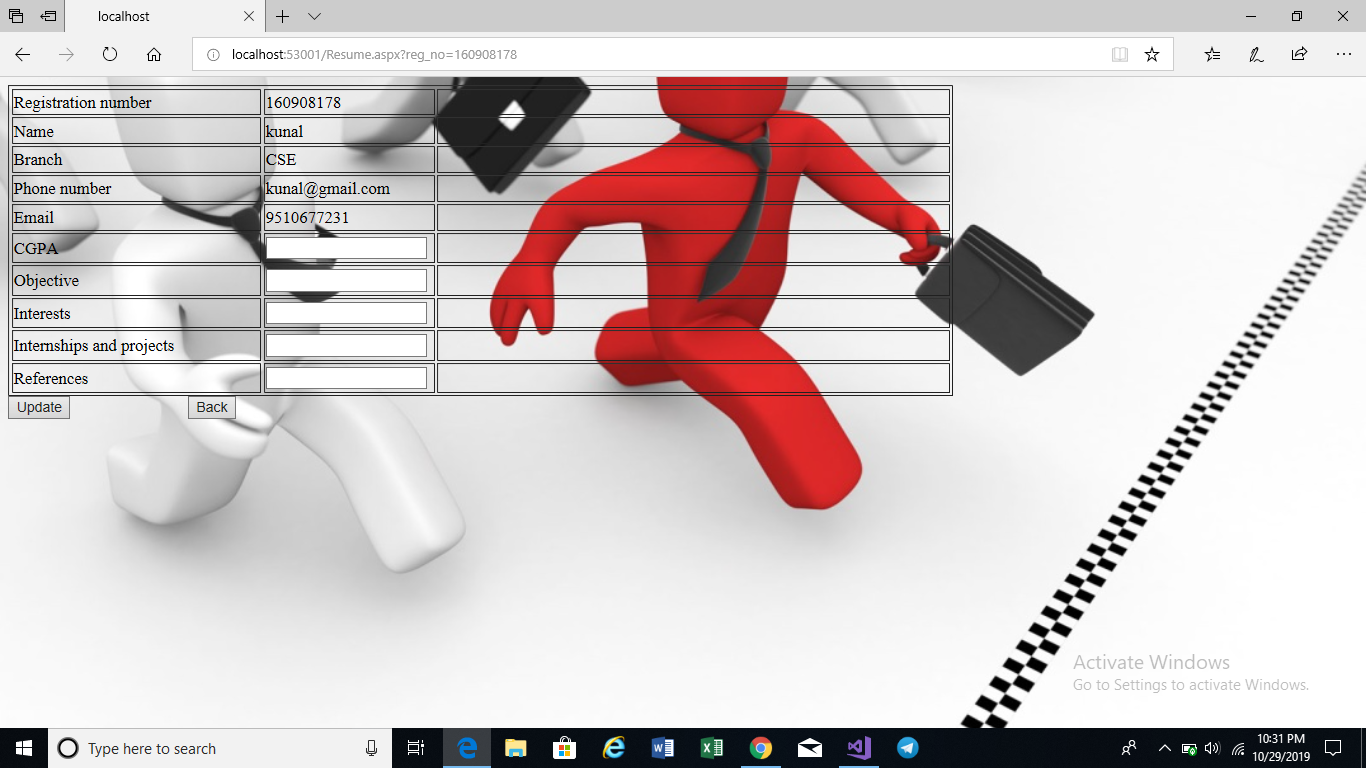 localhost
localhost:53001/Resume.aspx?reg_no=160908178
Registration number 160908178
Name kunal
Branch CSE
Phone number kunal@gmail.com
Email 9510677231
CGPA
Objective
Interests
Internships and projects
References
Update Back
Activate Windows
Go to Settings to activate Windows.
Type here to search
10:31 PM
10/29/2019